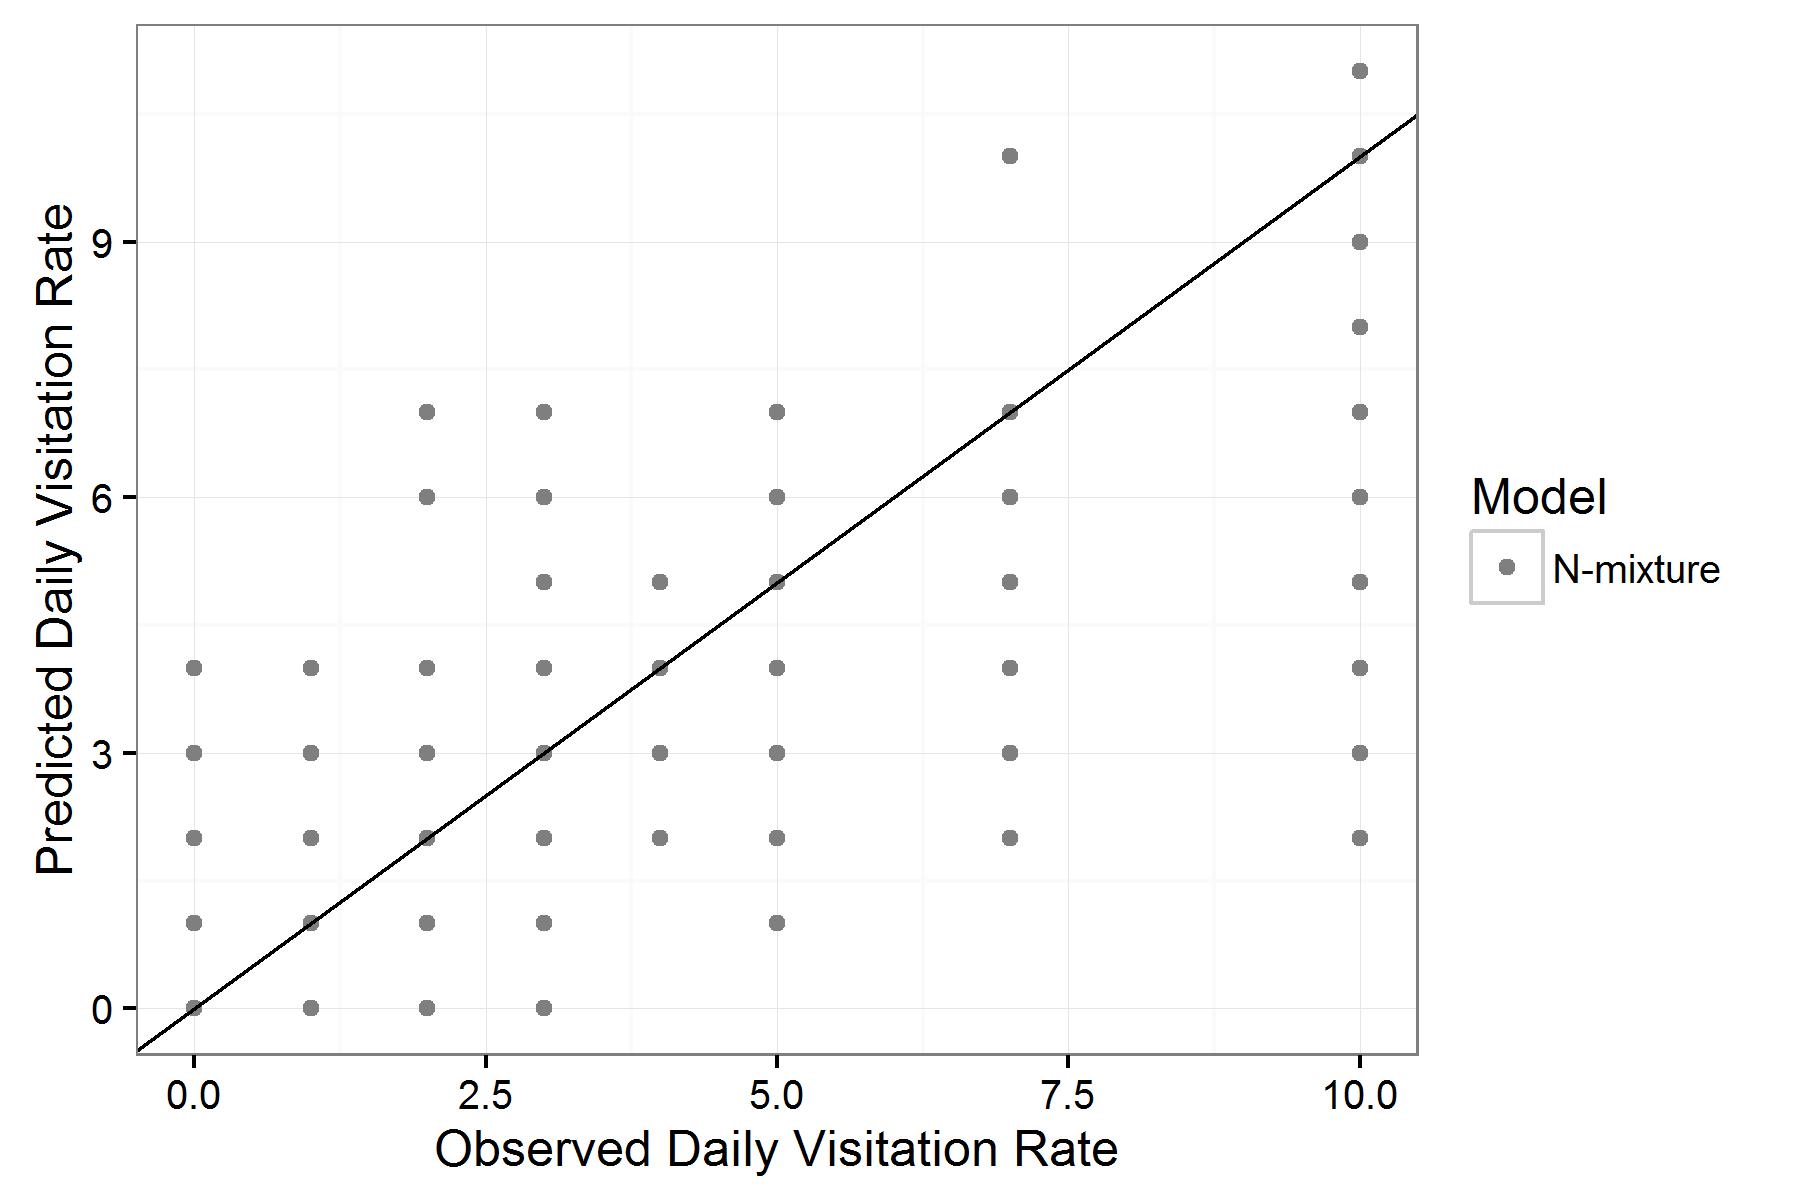 Predicted Daily Visitation Rate
9
6
3
0
0.0 2.5 5.0 7.5 10.0
Observed Daily Visitation Rate
Model
N-mixture